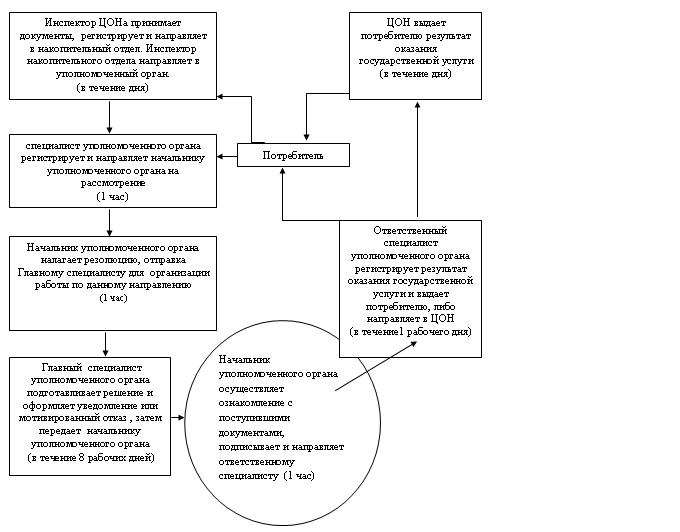 Инспектор ЦОНа принимает
документы, регистрирует и направляет
в накопительный отдел. Инспектор
накопительного отдела направляет в
уполномоченный орган.
(в течение дня)
ЦОН выдает
потребителю результат
оказания
государственной услуги
(в течение дня)
специалист уполномоченного органа
регистрирует и направляет начальнику
уполномоченного органа на
рассмотрение
(1 час)
Потребитель
Начальник уполномоченного органа
налагает резолюцию, отправка
Главному специалисту для организации
работы по данному направлению
(1 час)
Ответственный
специалист
уполномоченного органа
регистрирует результат
оказания государственной
услуги и выдает
потребителю, либо
направляет в ЦОН
(в течение1 рабочего дня)
Главный специалист
уполномоченного органа
подготавливает решение и
оформляет уведомление или
мотивированный отказ , затем
передает начальнику
уполномоченного органа
(в течение 8 рабочих дней)
Начальник
уполномоченного органа
осуществляет
ознакомление с
поступившими
документами,
подписывает и направляет
ответственному
специалисту (1 час)